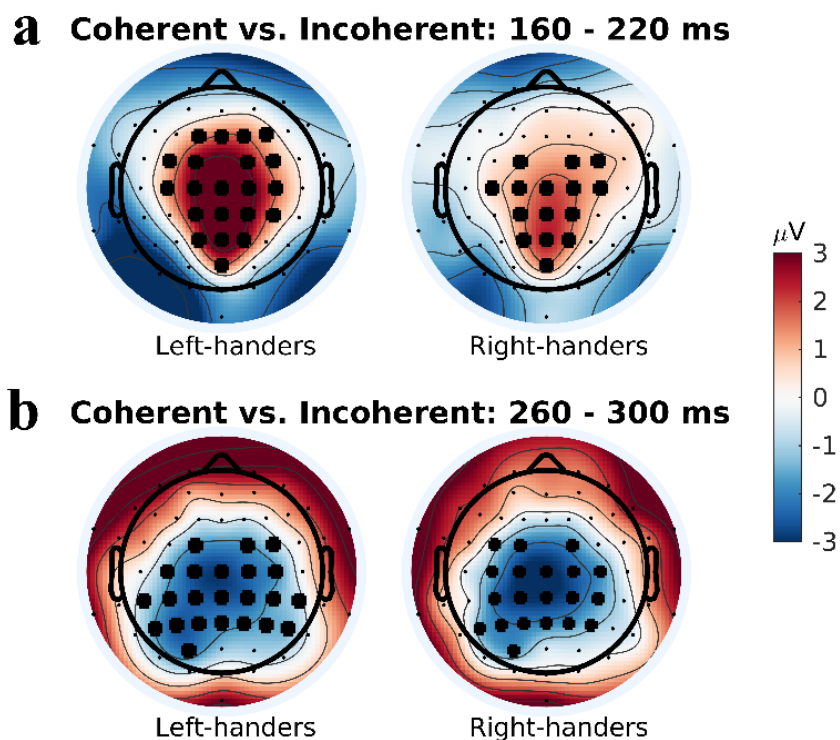 a Coherent vs. Incoherent: 160 - 220 ms
Left-handers Right-handers
μV
3
2
1
0
-1
-2
-3
b Coherent vs. Incoherent: 260 - 300 ms
Left-handers Right-handers